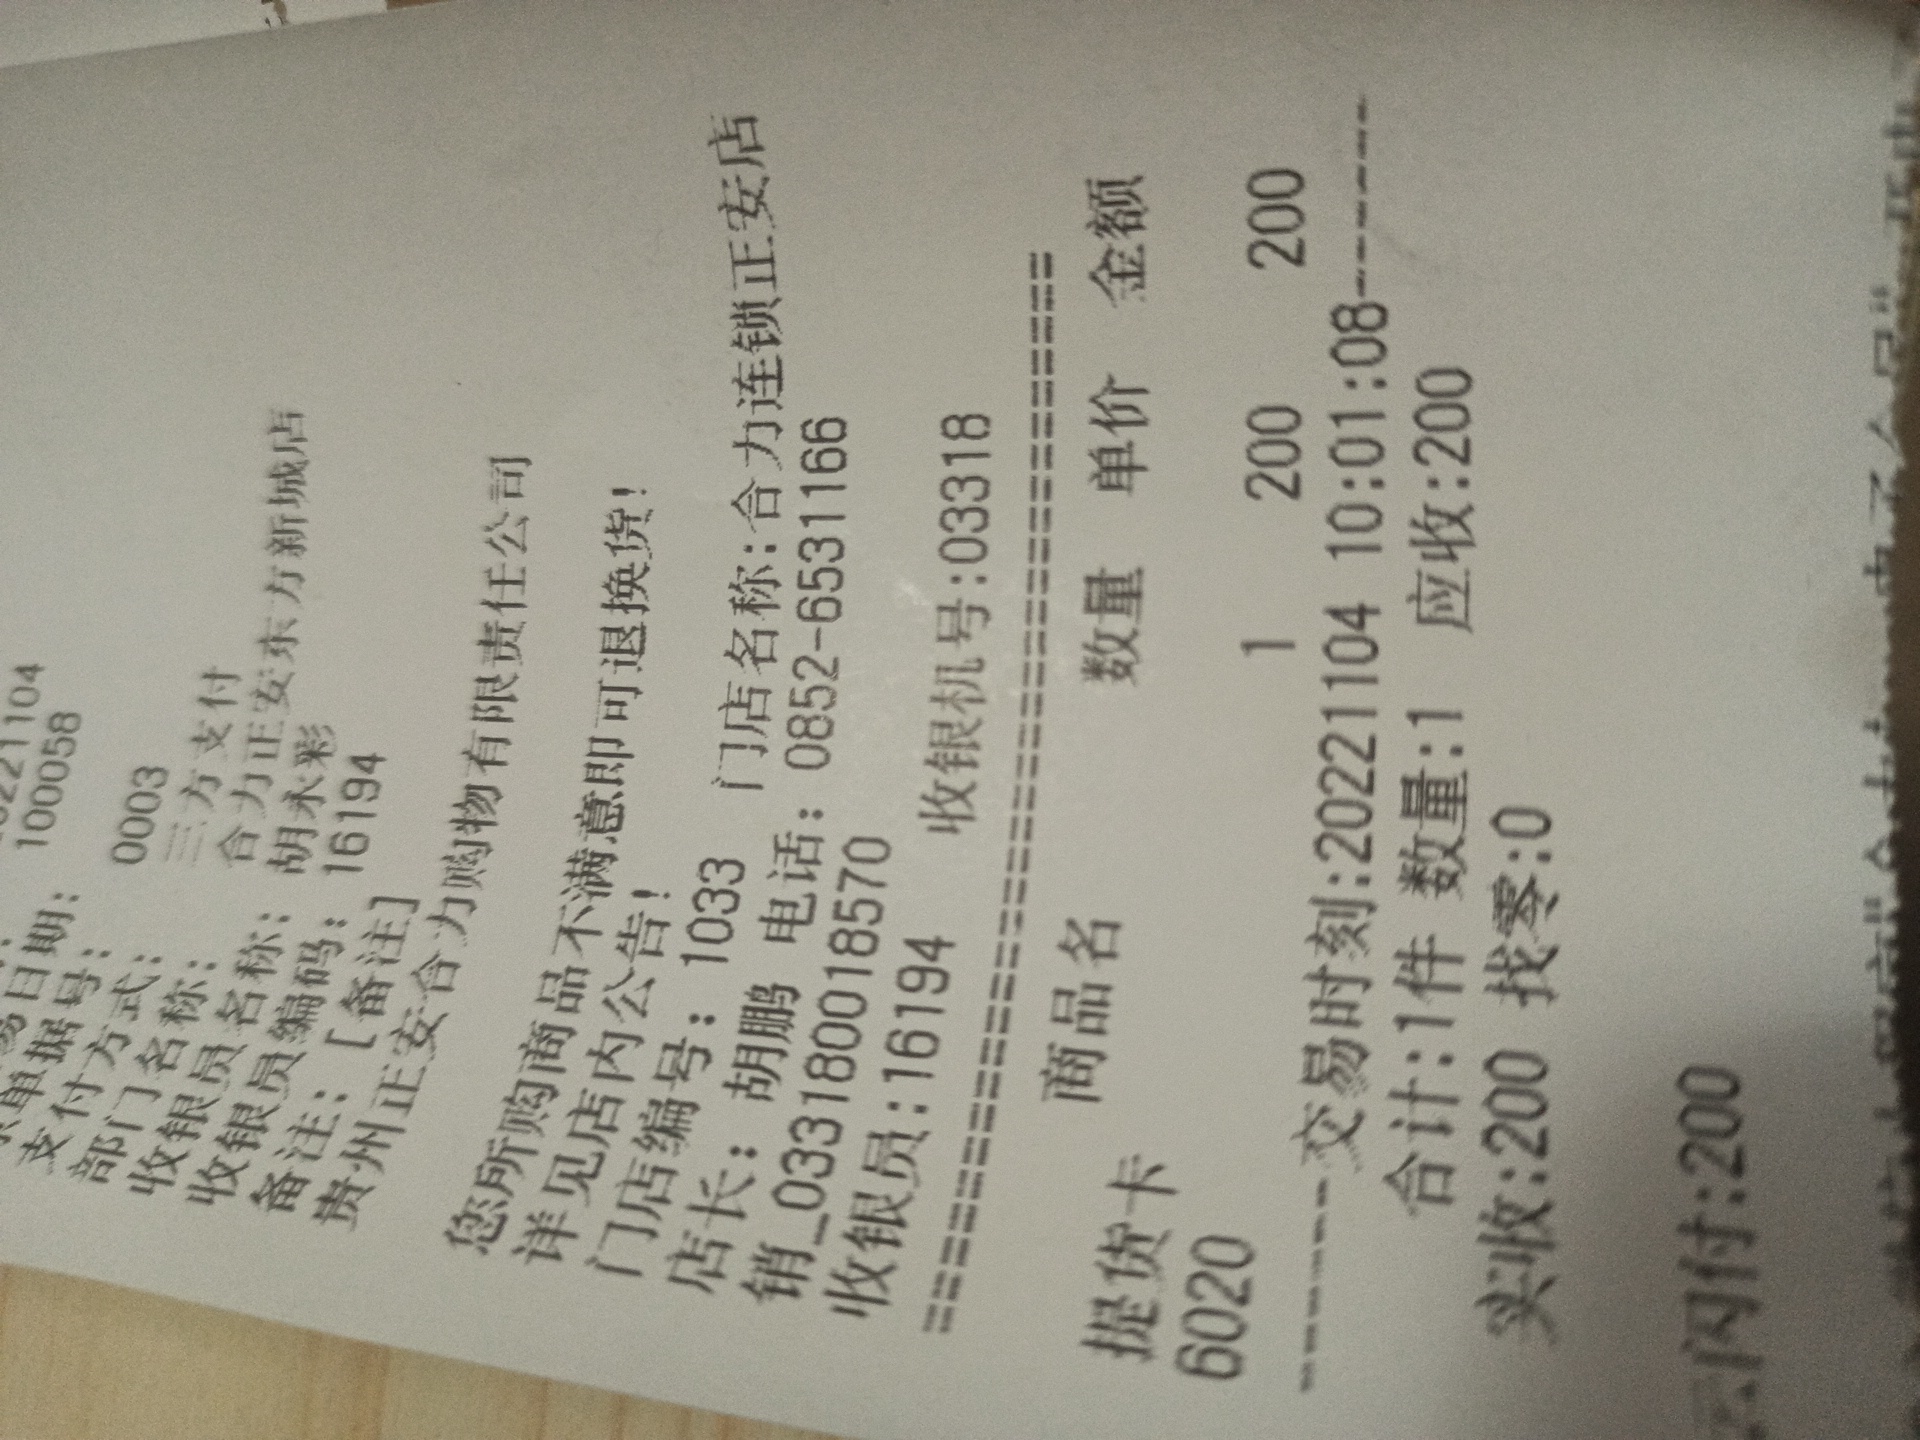 日期：
单据号： 100058
支付方式： 0003
三方支付
部门名称： 合力正安东方新城店
收银员名称： 胡永彩
收银员编码： 16194
备注： [备注]
贵州正安合力购物有限责任公司
您所购商品不满意即可退换货！
详见店内公告！
门店编号： 1033 门店名称：合力连锁正安店
店长： 胡鹏 电话： 0852-6531166
销_033180018570
收银员：16194 收银机号：03318
商品名 数量 单价 金额
提货卡
6020 1 200 200
------交易时刻：20221104 10:01:08------
合计：1件 数量：1 应收：200
实收：200 找零：0
云闪付：200